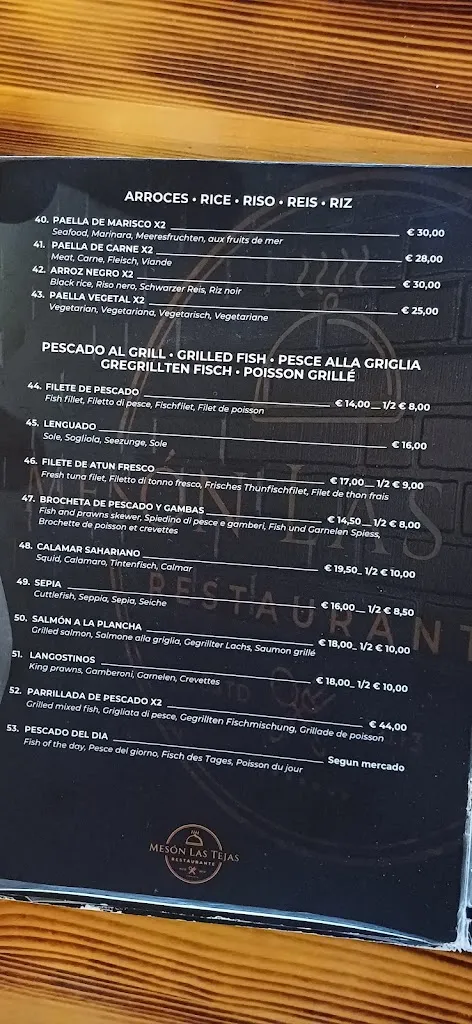 ARROCES • RICE • RISO • REIS • RIZ
40. PAELLA DE MARISCO X2 € 30,00
Seafood, Marinara, Meeresfruchten, aux fruits de mer
41. PAELLA DE CARNE X2 € 28,00
Meat, Carne, Fleisch, Viande
42. ARROZ NEGRO X2 € 30,00
Black rice, Riso nero, Schwarzer Reis, Riz noir
43. PAELLA VEGETAL X2 € 25,00
Vegetarian, Vegetariana, Vegetarisch, Vegetariane
PESCADO AL GRILL • GRILLED FISH • PESCE ALLA GRIGLIA
GREGRILLTEN FISCH • POISSON GRILLÉ
44. FILETE DE PESCADO € 14,00 1/2 € 8,00
Fish fillet, Filetto di pesce, Fischfilet, Filet de poisson
45. LENGUADO € 16,00
Sole, Sogliola, Seezunge, Sole
46. FILETE DE ATUN FRESCO € 17,00 1/2 € 9,00
Fresh tuna filet, Filetto di tonno fresco, Frisches Thunfischfilet, Filet de thon frais
47. BROCHETA DE PESCADO Y GAMBAS € 14,50 1/2 € 8,00
Fish and prawns skewer, Spiedino di pesce e gamberi, Fish und Garnelen Spiess,
Brochette de poisson et crevettes
48. CALAMAR SAHARIANO € 19,50 1/2 € 10,00
Squid, Calamaro, Tintenfisch, Calmar
49. SEPIA € 16,00 1/2 € 8,50
Cuttlefish, Seppia, Sepia, Seiche
50. SALMÓN A LA PLANCHA € 18,00 1/2 € 10,00
Grilled salmon, Salmone alla griglia, Gegrillter Lachs, Saumon grillé
51. LANGOSTINOS € 18,00 1/2 € 10,00
King prawns, Gamberoni, Garnelen, Crevettes
52. PARRILLADA DE PESCADO X2 € 44,00
Grilled mixed fish, Grigliata di pesce, Gegrillten Fischmischung, Grillade de poisson
53. PESCADO DEL DIA Segun mercado
Fish of the day, Pesce del giorno, Fisch des Tages, Poisson du jour
MESÓN LAS TEJAS
RESTAURANTE